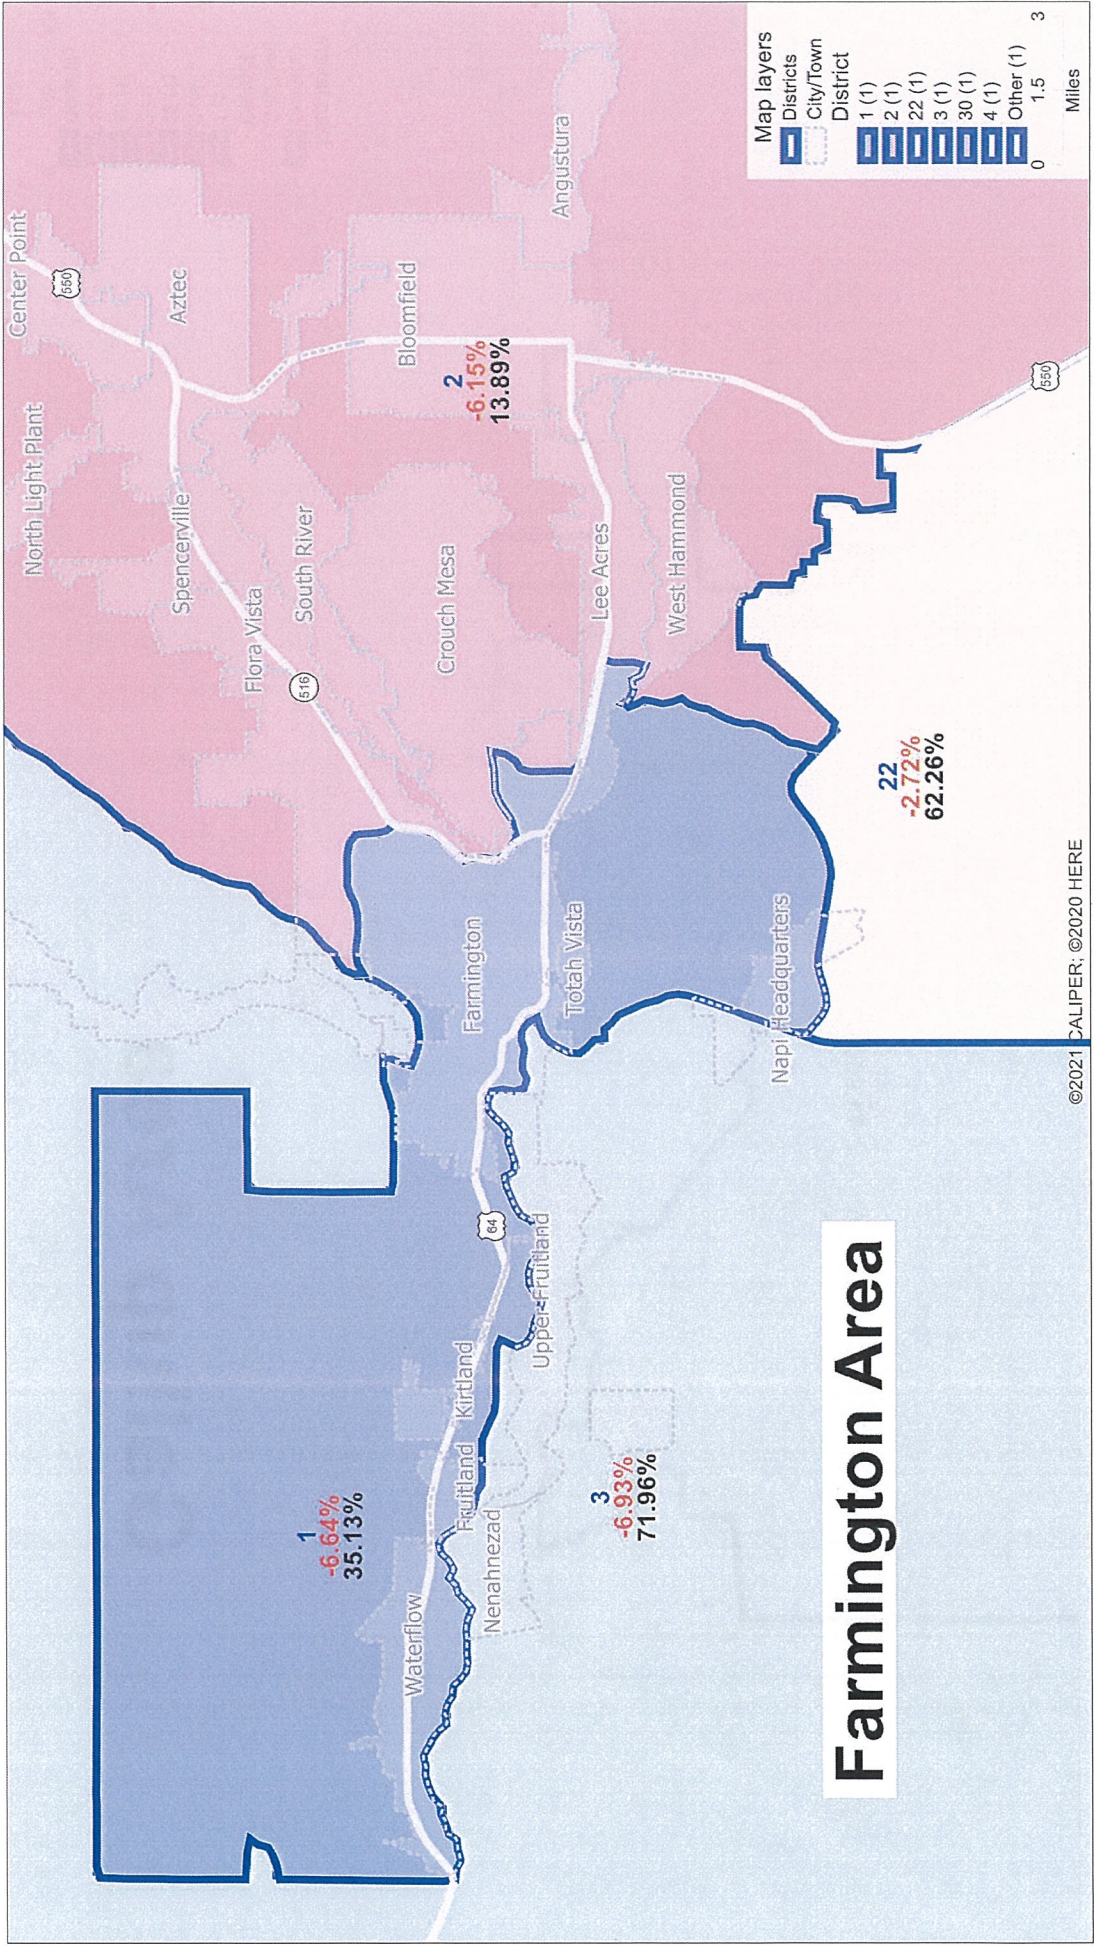 Center Point
550
North Light Plant
Aztec
Spencerville
Flora Vista
South River
516
Bloomfield
2
-6.15%
13.89%
Crouch Mesa
Angustura
Lee Acres
West Hammond
Farmington
Totah Vista
Napi Headquarters
22
-2.72%
62.26%
550
64
Upper Fruitland
Kirtland
Fruitland
Nenahnezad
Waterflow
1
-6.64%
35.13%
3
-6.93%
71.96%
Farmington Area
Map layers
Districts
City/Town
District
1 (1)
2 (1)
22 (1)
3 (1)
30 (1)
4 (1)
Other (1)
0 1.5 3
Miles
©2021 CALIPER; ©2020 HERE